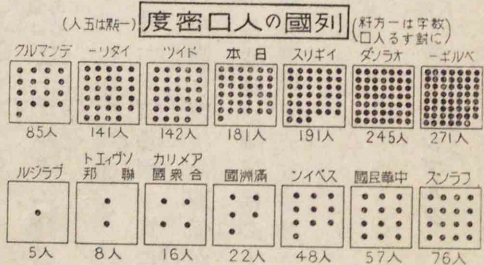 列國の人口密度
(數字は一方粁
に對する人口)
(一點は五人)
ベルギー オランダ イギリス 日本 ドイツ イタリー デンマルク
271人 245人 191人 181人 142人 141人 85人
フランス 中華民國 スペイン 滿洲國 アメリカ ソヴィエト ブラジル
合衆國 聯邦
76人 57人 48人 22人 16人 8人 5人